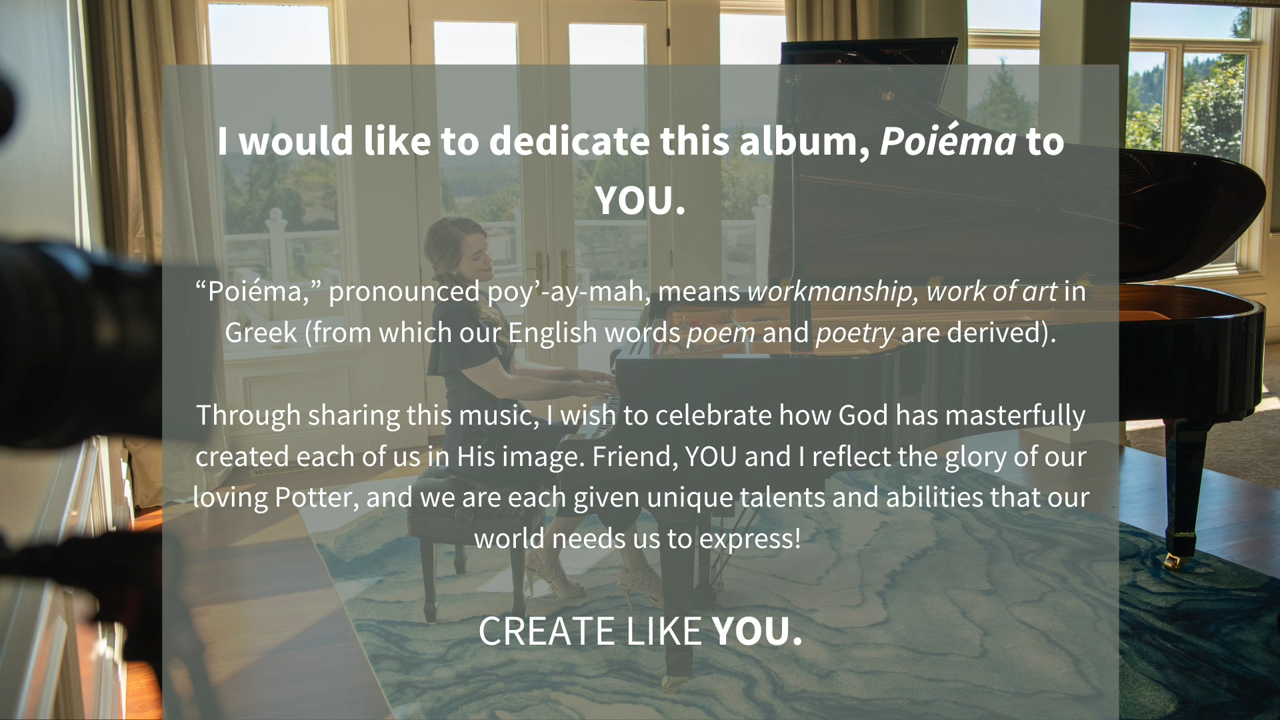 I would like to dedicate this album, Poiéma to
YOU.
“Poiéma,” pronounced poy’-ay-mah, means workmanship, work of art in
Greek (from which our English words poem and poetry are derived).
Through sharing this music, I wish to celebrate how God has masterfully
created each of us in His image. Friend, YOU and I reflect the glory of our
loving Potter, and we are each given unique talents and abilities that our
world needs us to express!
CREATE LIKE YOU.